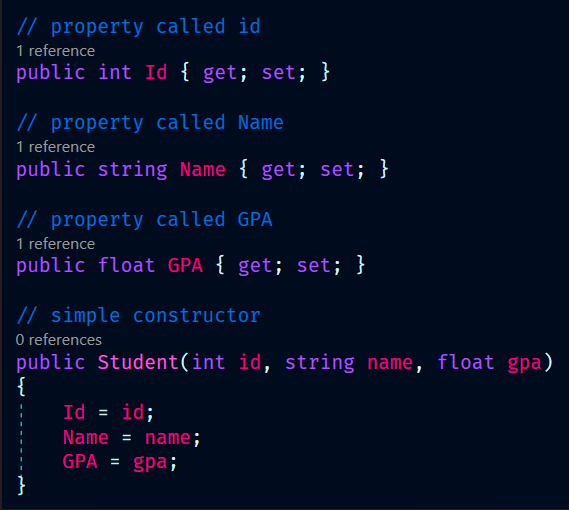 // property called id
1 reference
public int Id { get; set; }
// property called Name
1 reference
public string Name { get; set; }
// property called GPA
1 reference
public float GPA { get; set; }
// simple constructor
0 references
public Student(int id, string name, float gpa)
{
Id = id;
Name = name;
GPA = gpa;
}